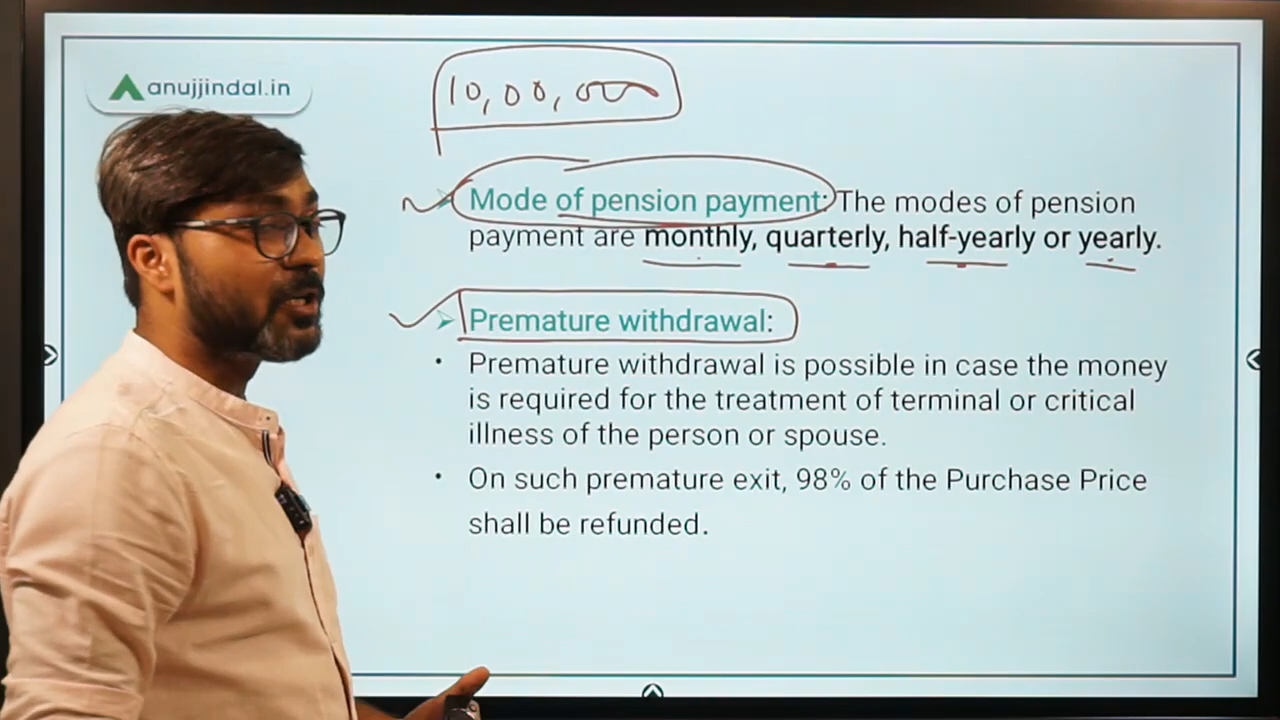 anujjindal.in
10,00,000
Mode of pension payment: The modes of pension
payment are monthly, quarterly, half-yearly or yearly.
Premature withdrawal:
• Premature withdrawal is possible in case the money
is required for the treatment of terminal or critical
illness of the person or spouse.
• On such premature exit, 98% of the Purchase Price
shall be refunded.